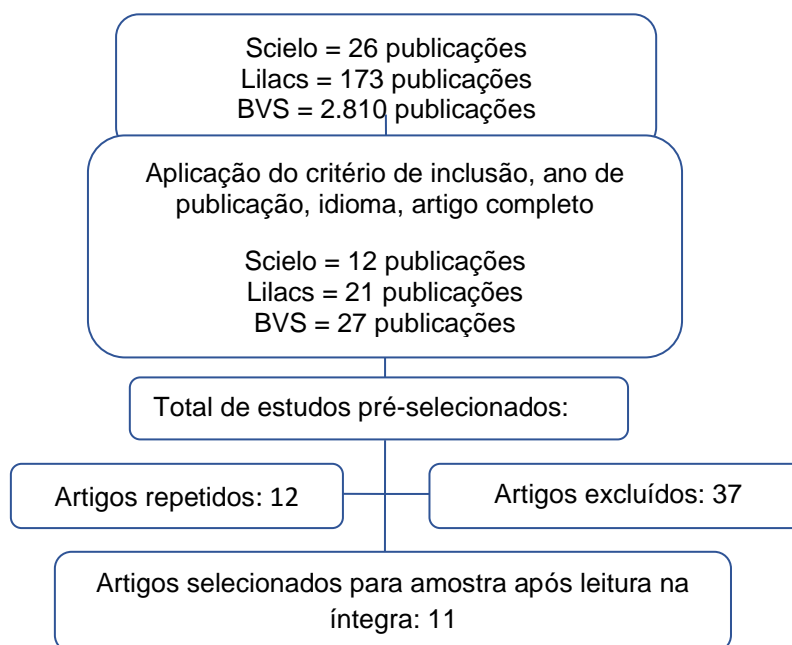 Scielo = 26 publicações
Lilacs = 173 publicações
BVS = 2.810 publicações
Aplicação do critério de inclusão, ano de
publicação, idioma, artigo completo
Scielo = 12 publicações
Lilacs = 21 publicações
BVS = 27 publicações
Total de estudos pré-selecionados:
Artigos repetidos: 12
Artigos excluídos: 37
Artigos selecionados para amostra após leitura na
íntegra: 11